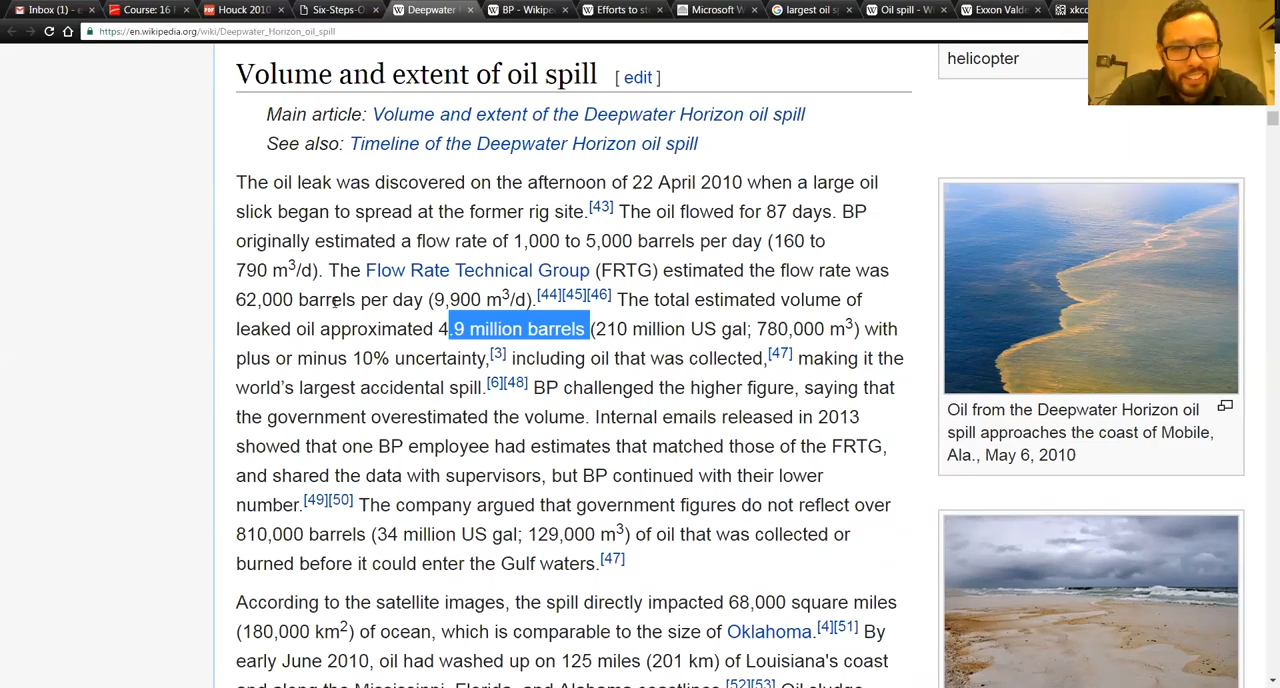 Inbox (1) - e
Course: 16 F
Houck 2010
Six-Steps-O
Deepwater
BP - Wikipe
Efforts to st
Microsoft W
largest oil sp
Oil spill - W
Exxon Valde
xkcd
https://en.wikipedia.org/wiki/Deepwater_Horizon_oil_spill
helicopter
Volume and extent of oil spill [ edit ]
Main article: Volume and extent of the Deepwater Horizon oil spill
See also: Timeline of the Deepwater Horizon oil spill
The oil leak was discovered on the afternoon of 22 April 2010 when a large oil
slick began to spread at the former rig site.[43] The oil flowed for 87 days. BP
originally estimated a flow rate of 1,000 to 5,000 barrels per day (160 to
790 m3/d). The Flow Rate Technical Group (FRTG) estimated the flow rate was
62,000 barrels per day (9,900 m3/d).[44][45][46] The total estimated volume of
leaked oil approximated 4.9 million barrels (210 million US gal; 780,000 m3) with
plus or minus 10% uncertainty,[3] including oil that was collected,[47] making it the
world's largest accidental spill.[6][48] BP challenged the higher figure, saying that
the government overestimated the volume. Internal emails released in 2013
showed that one BP employee had estimates that matched those of the FRTG,
and shared the data with supervisors, but BP continued with their lower
number.[49][50] The company argued that government figures do not reflect over
810,000 barrels (34 million US gal; 129,000 m3) of oil that was collected or
burned before it could enter the Gulf waters.[47]
According to the satellite images, the spill directly impacted 68,000 square miles
(180,000 km2) of ocean, which is comparable to the size of Oklahoma.[4][51] By
early June 2010, oil had washed up on 125 miles (201 km) of Louisiana's coast
and along the Mississippi, Florida, and Alabama coastlines.[52][53] Oil sludge
Oil from the Deepwater Horizon oil
spill approaches the coast of Mobile,
Ala., May 6, 2010